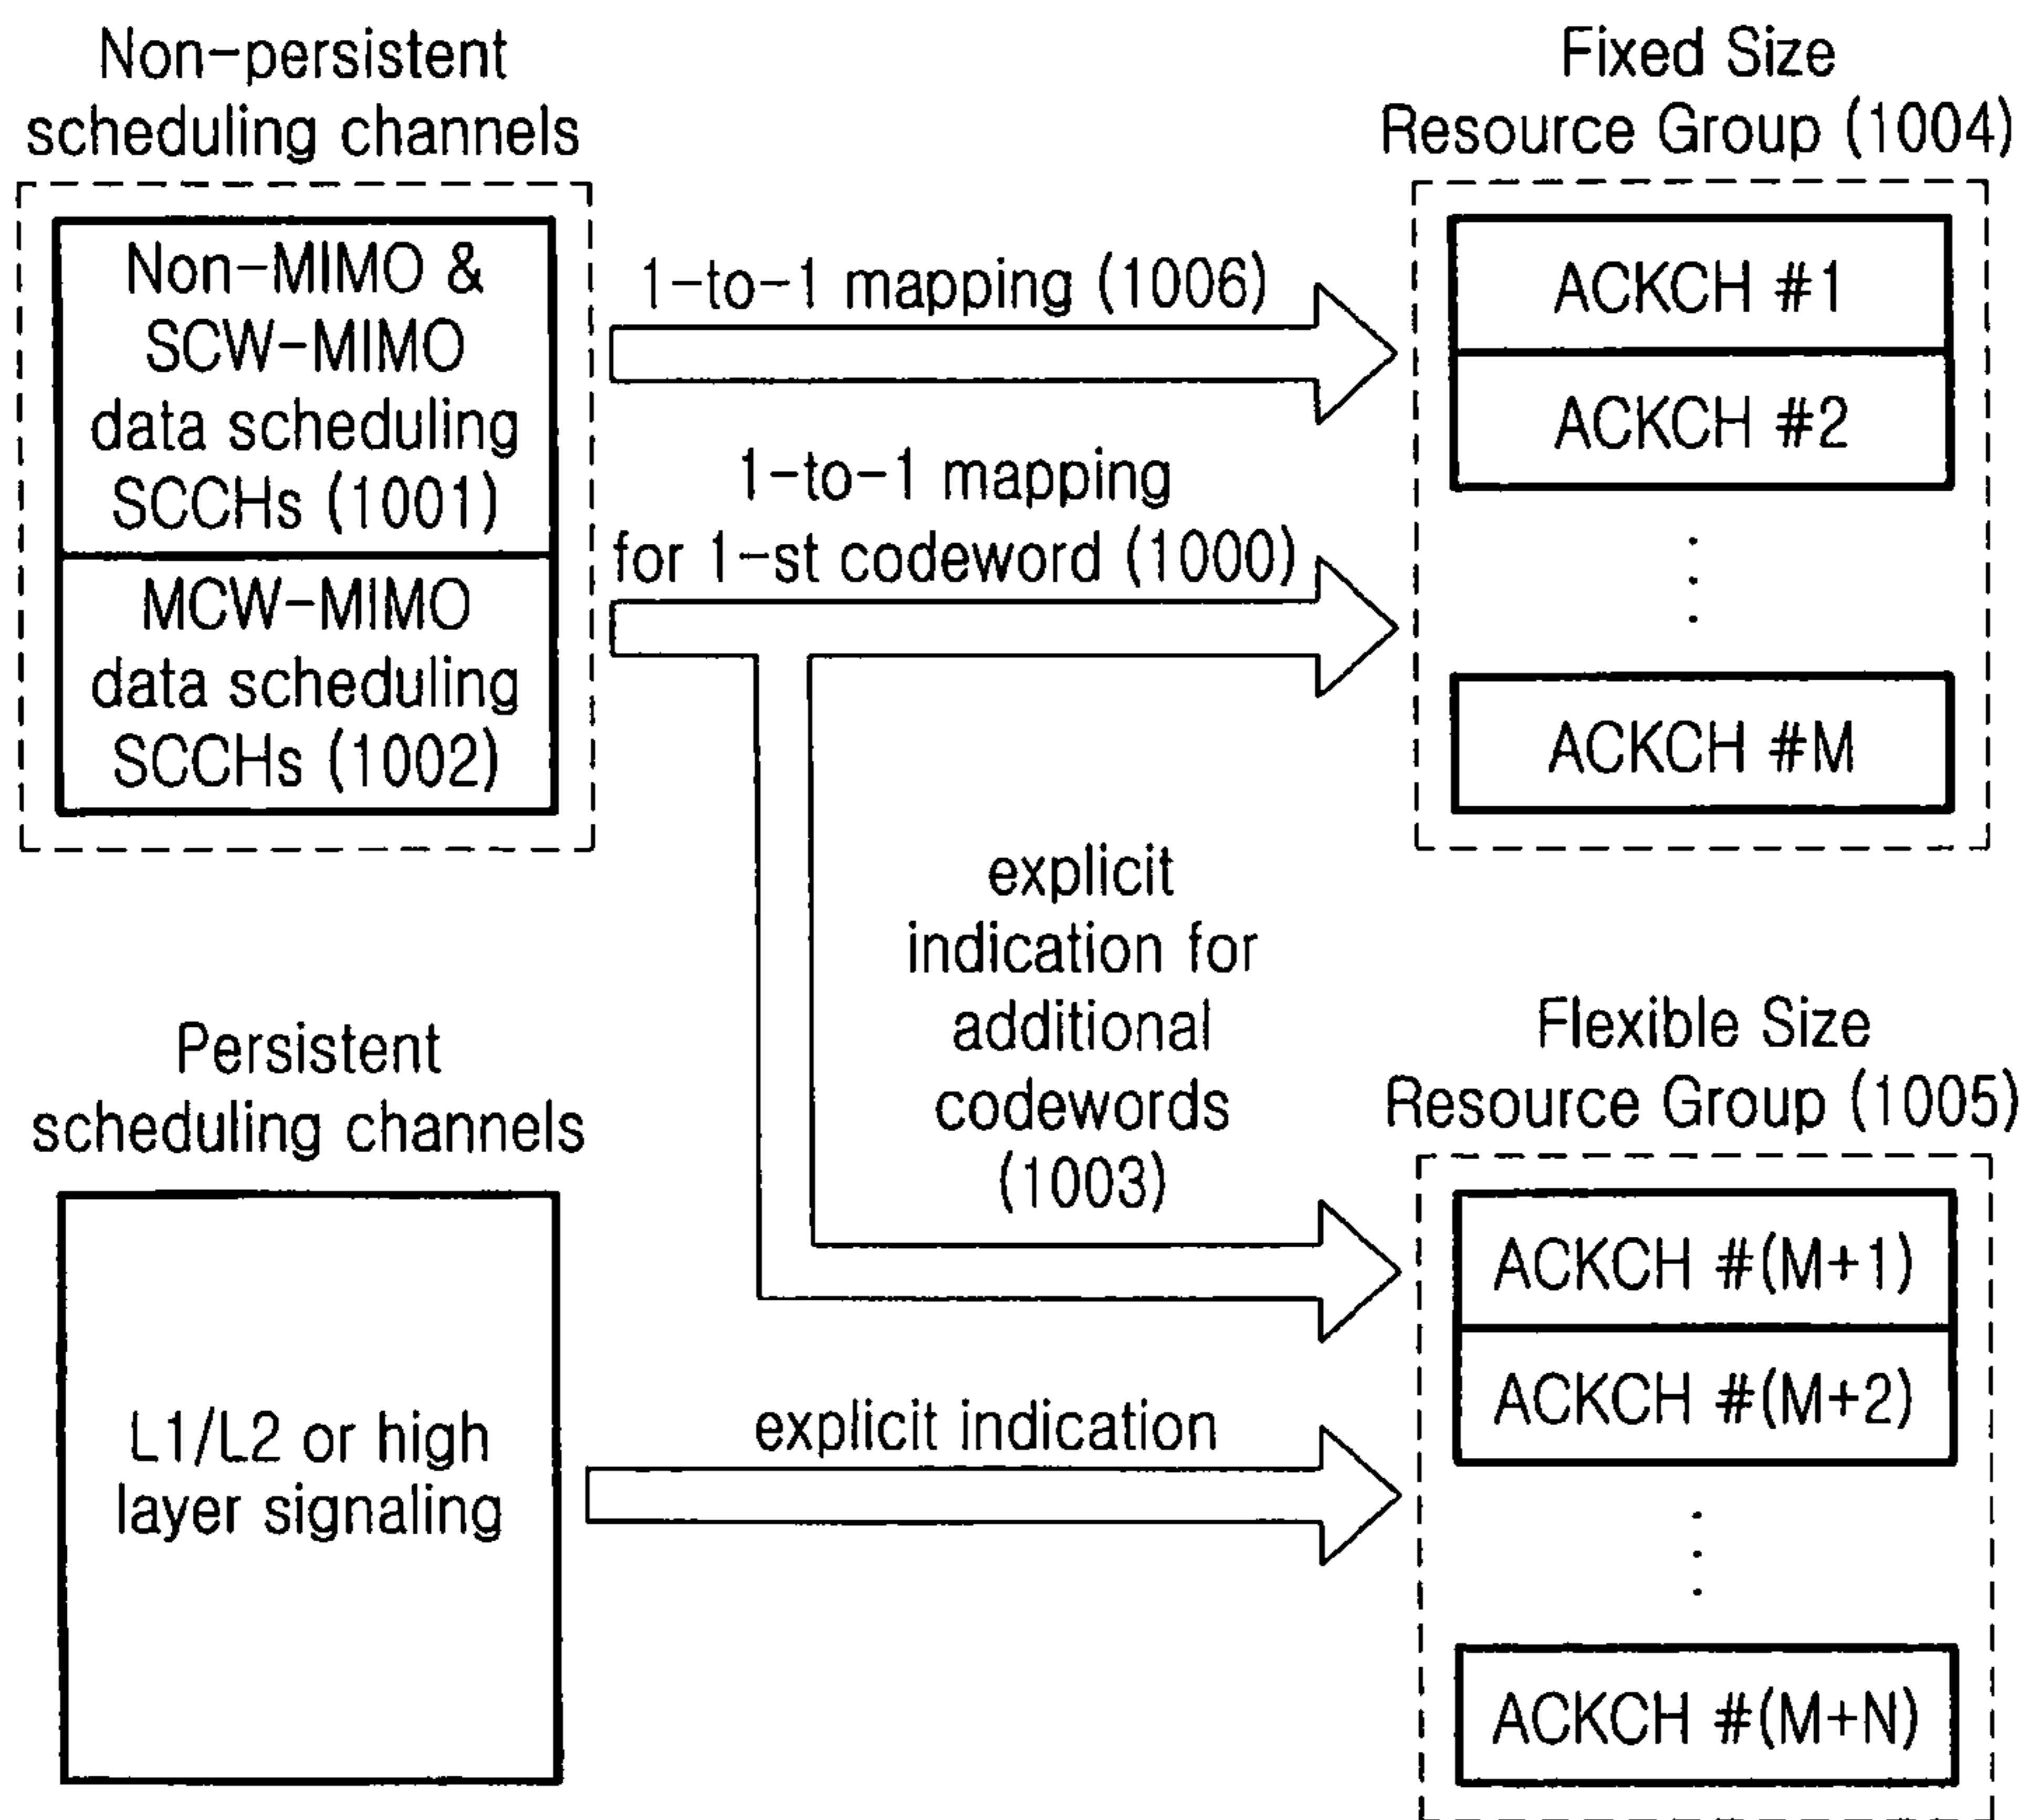 Non-persistent
scheduling channels
Non-MIMO &
SCW-MIMO
data scheduling
SCCHs (1001)
MCW-MIMO
data scheduling
SCCHs (1002)
1-to-1 mapping (1006)
1-to-1 mapping
for 1-st codeword (1000)
Fixed Size
Resource Group (1004)
ACKCH #1
ACKCH #2
ACKCH #M
explicit
indication for
additional
codewords
(1003)
Persistent
scheduling channels
L1/L2 or high
layer signaling
explicit indication
Flexible Size
Resource Group (1005)
ACKCH #(M+1)
ACKCH #(M+2)
ACKCH #(M+N)